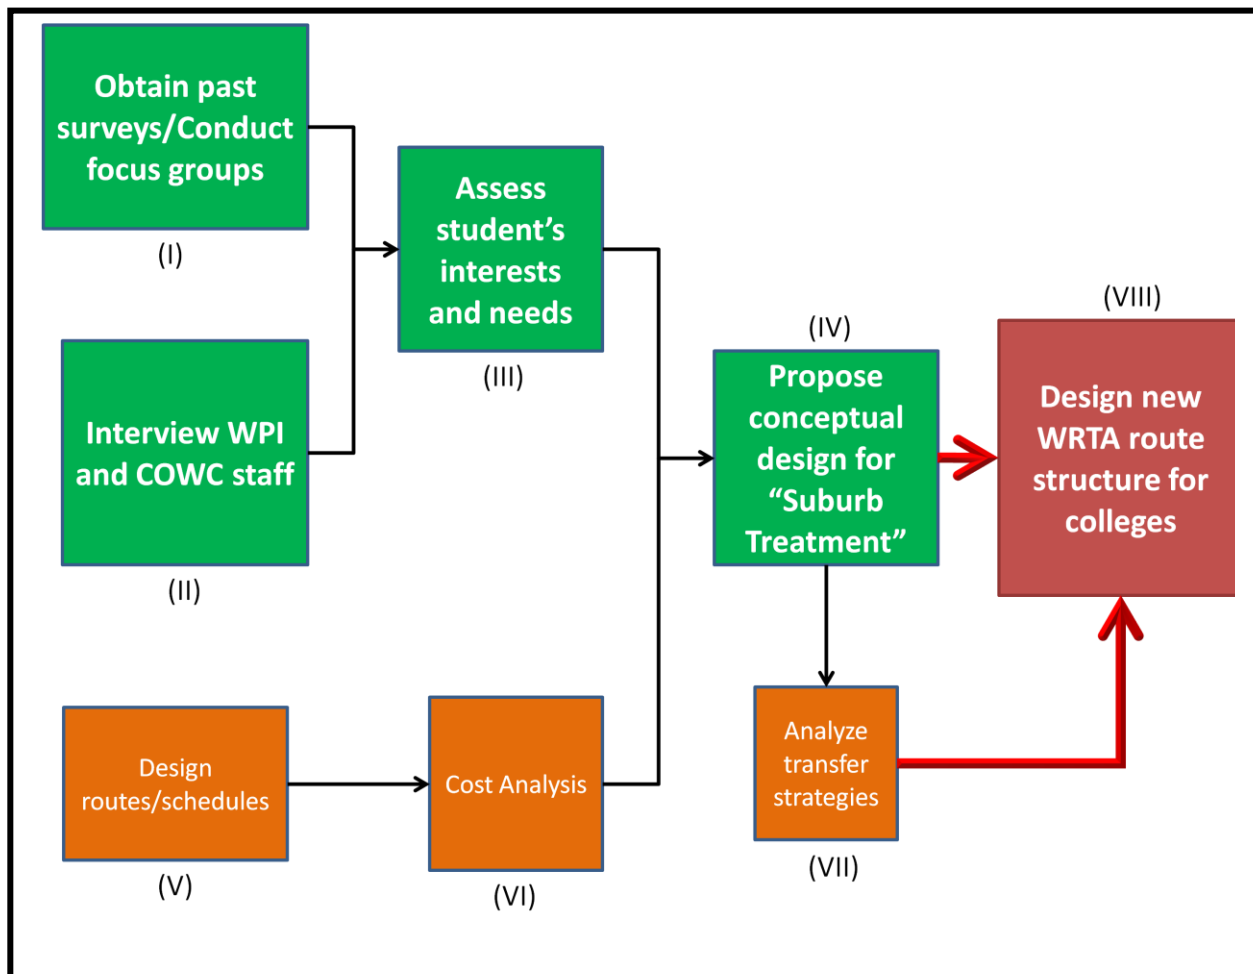 Obtain past
surveys/Conduct
focus groups
(I)
Interview WPI
and COWC staff
(II)
Assess
student’s
interests
and needs
(III)
(IV)
Propose
conceptual
design for
“Suburb
Treatment”
(VIII)
Design new
WRTA route
structure for
colleges
Design
routes/schedules
(V)
Cost Analysis
(VI)
Analyze
transfer
strategies
(VII)